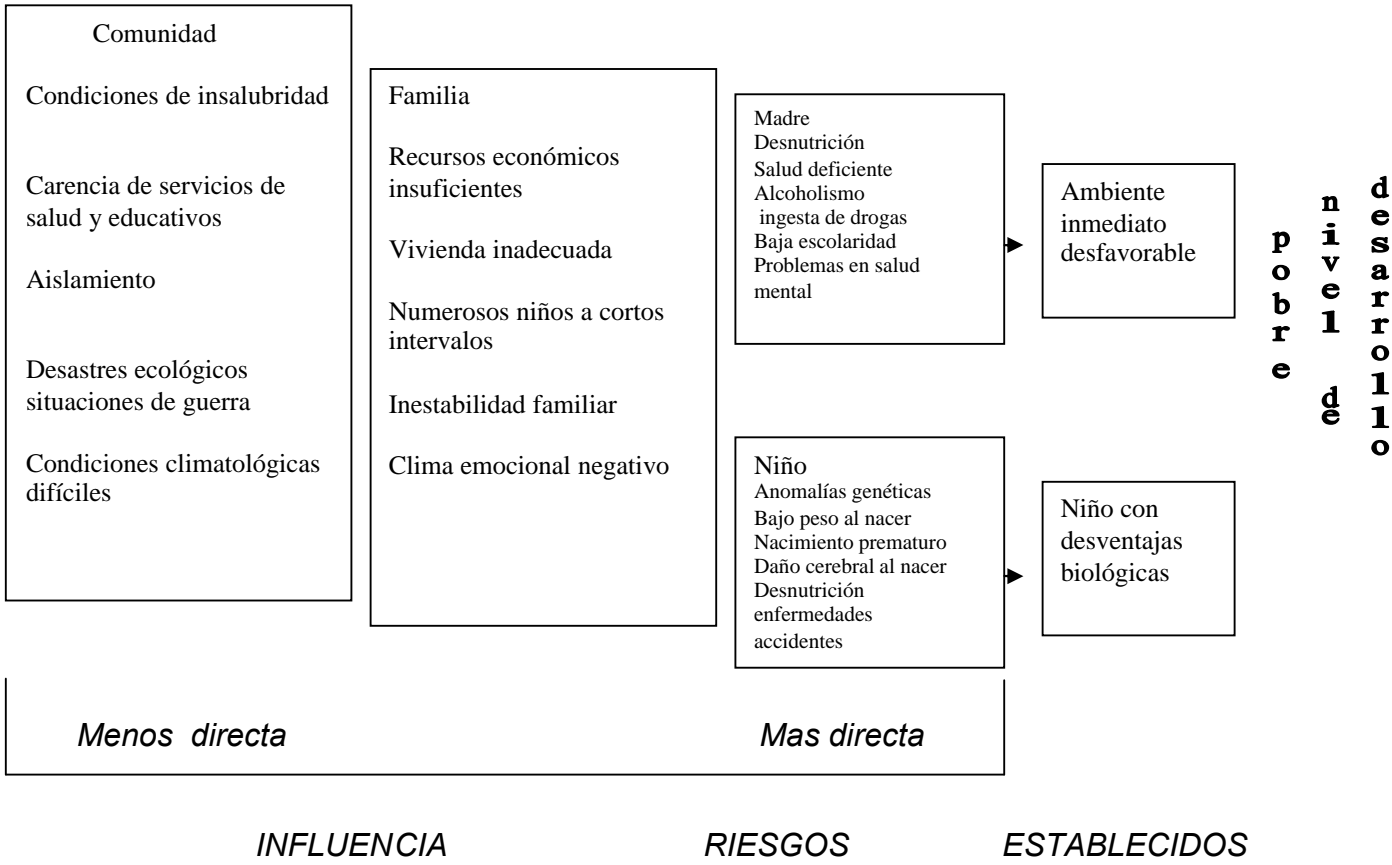 Comunidad
Condiciones de insalubridad
Carencia de servicios de
salud y educativos
Aislamiento
Desastres ecológicos
situaciones de guerra
Condiciones climatológicas
difíciles
Familia
Recursos económicos
insuficientes
Vivienda inadecuada
Numerosos niños a cortos
intervalos
Inestabilidad familiar
Clima emocional negativo
Madre
Desnutrición
Salud deficiente
Alcoholismo
ingesta de drogas
Baja escolaridad
Problemas en salud
mental
Niño
Anomalías genéticas
Bajo peso al nacer
Nacimiento prematuro
Daño cerebral al nacer
Desnutrición
enfermedades
accidentes
Ambiente
inmediato
desfavorable
Niño con
desventajas
biológicas
pobre
nivel de
desarrollo
Menos directa
Mas directa
INFLUENCIA RIESGOS ESTABLECIDOS